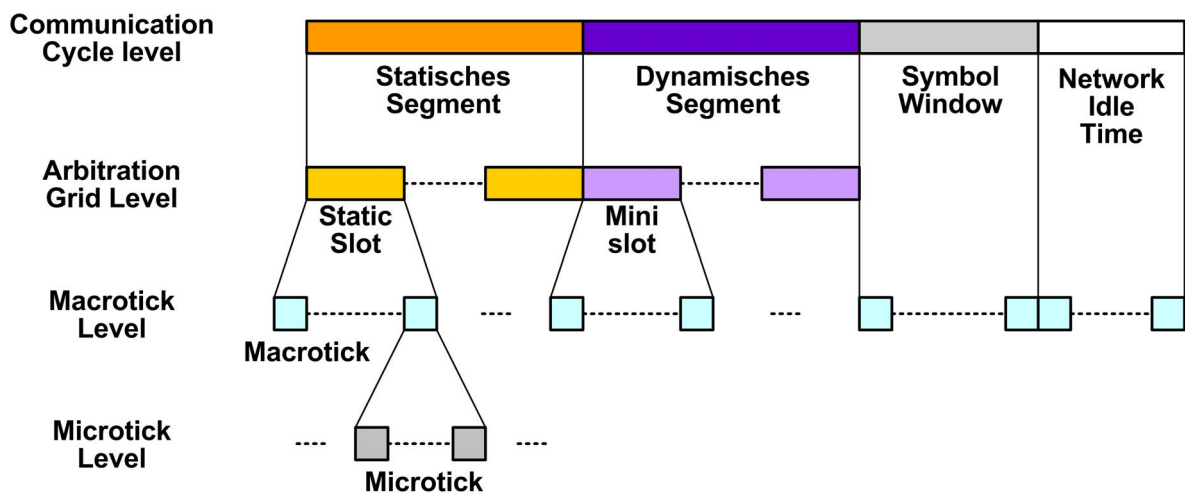 Communication
Cycle level
Statisches
Segment
Dynamisches
Segment
Symbol
Window
Network
Idle
Time
Arbitration
Grid Level
Static
Slot
Mini
slot
Macrotick
Level
Macrotick
Microtick
Level
Microtick